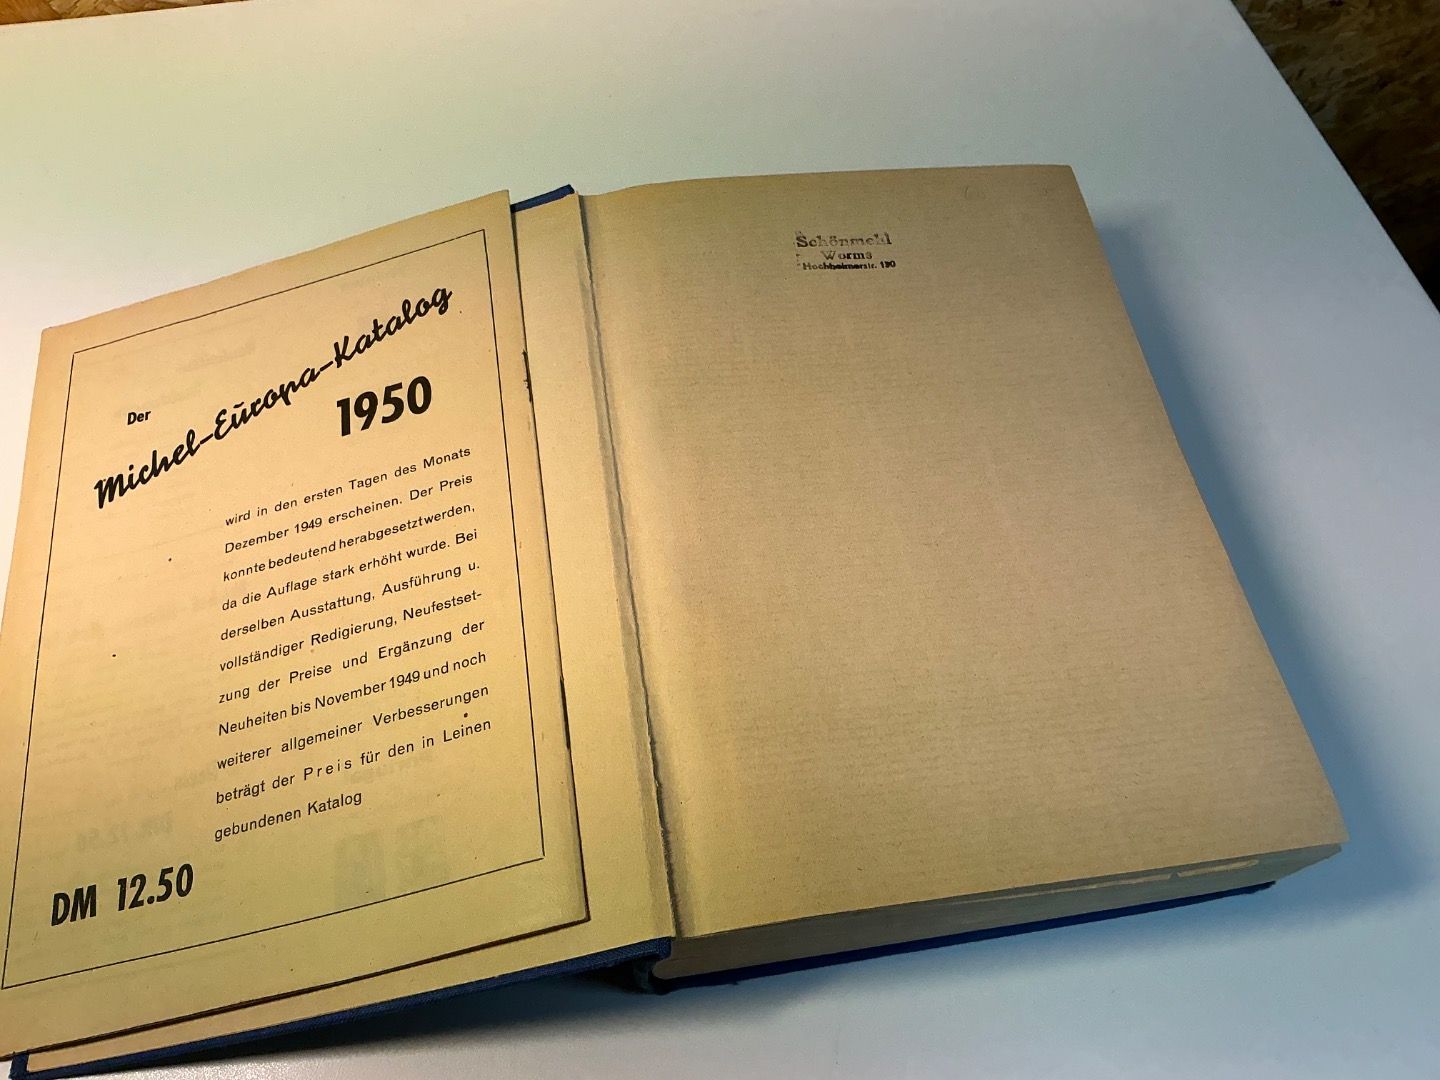 Der
Michel-Europa-Katalog
1950
wird in den ersten Tagen des Monats
Dezember 1949 erscheinen. Der Preis
konnte bedeutend herabgesetzt werden,
da die Auflage stark erhöht wurde. Bei
derselben Ausstattung, Ausführung u.
vollständiger Redigierung, Neufestset-
zung der Preise und Ergänzung der
Neuheiten bis November 1949 und noch
weiterer allgemeiner Verbesserungen
beträgt der Preis für den in Leinen
gebundenen Katalog
DM 12.50
Schönmehl
Worms
Hochheimerstr. 130